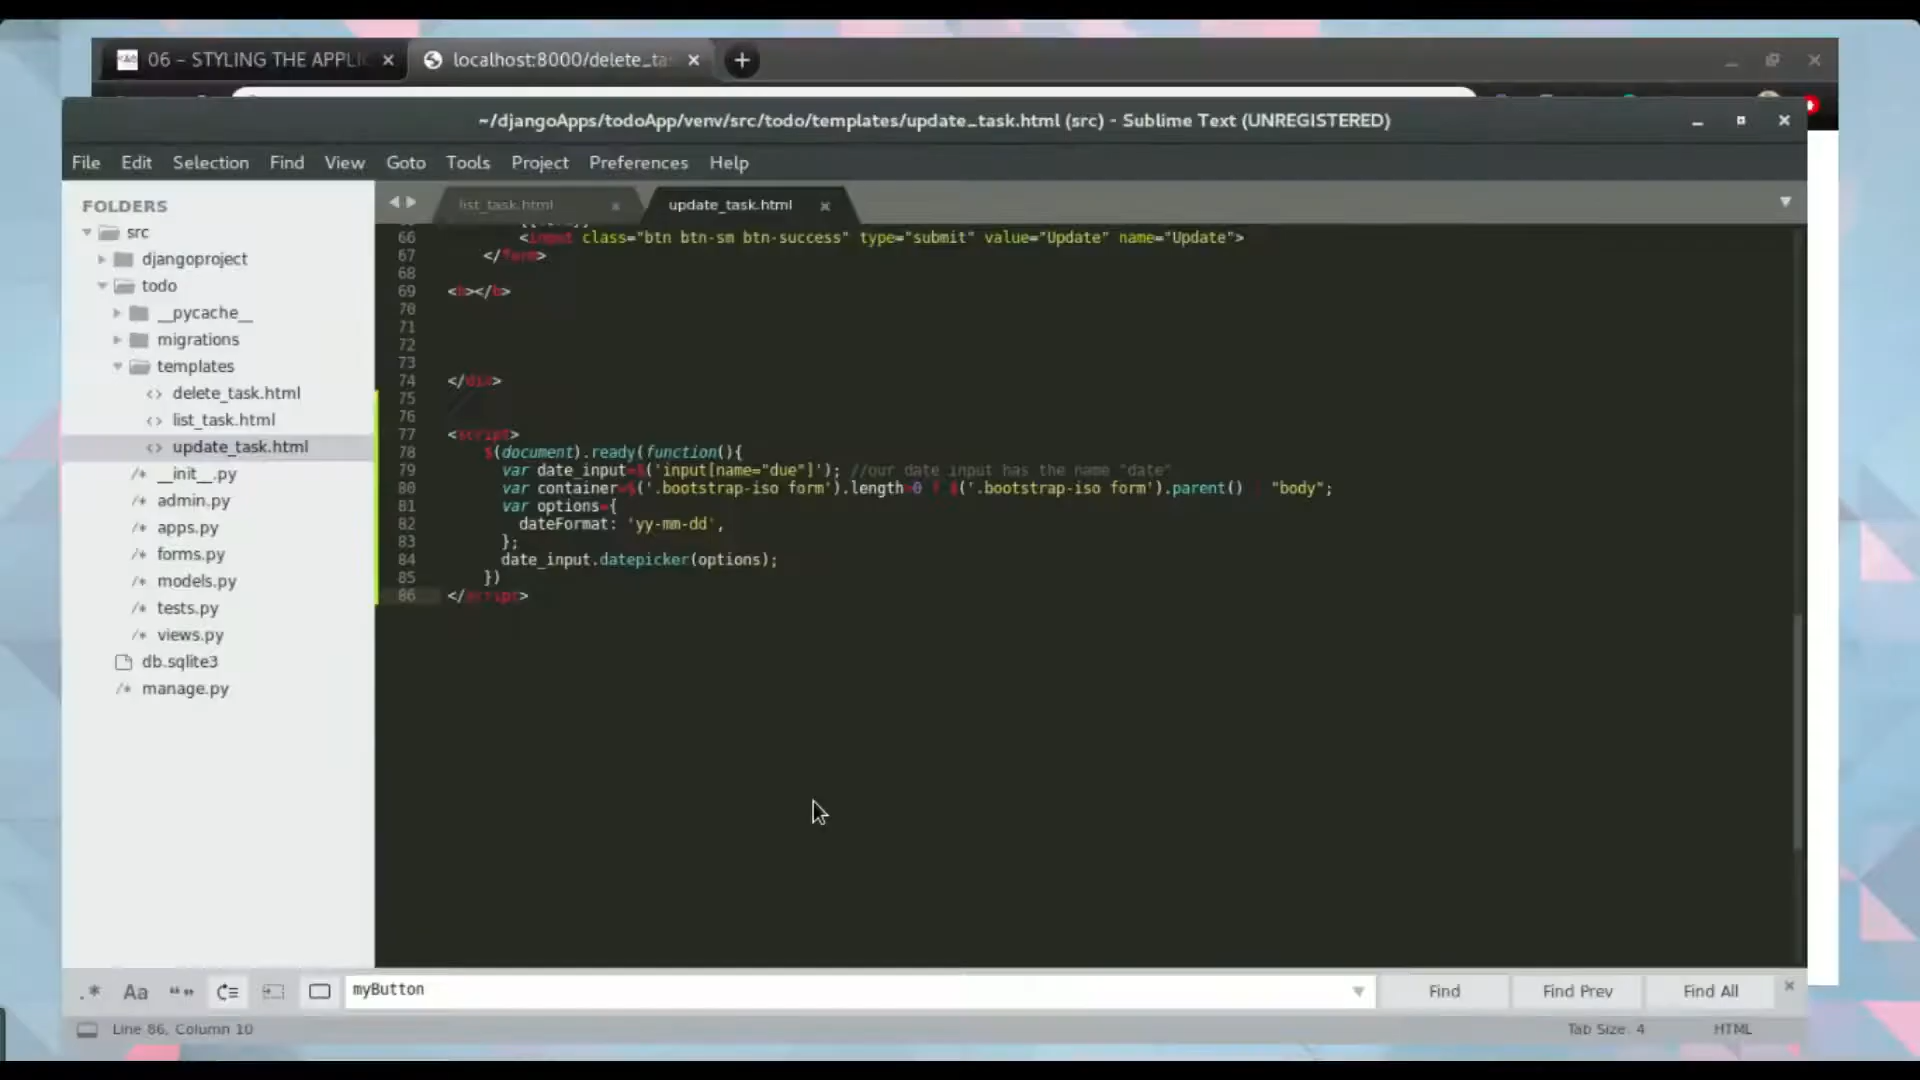 06 – STYLING THE APPLI
localhost:8000/delete_ta
~/djangoApps/todoApp/venv/src/todo/templates/update_task.html (src) - Sublime Text (UNREGISTERED)
File Edit Selection Find View Goto Tools Project Preferences Help
FOLDERS
src
djangoproject
todo
__pycache__
migrations
templates
delete_task.html
list_task.html
update_task.html
__init__.py
admin.py
apps.py
forms.py
models.py
tests.py
views.py
db.sqlite3
manage.py
list_task.html
update_task.html
66 <input class="btn btn-sm btn-success" type="submit" value="Update" name="Update">
67 </form>
68
69 <b></b>
70
71
72
73
74 </div>
75
76
77 <script>
78 $(document).ready(function(){
79 var date_input=$('input[name="due"]'); //our date input has the name "date"
80 var container=$('.bootstrap-iso form').length>0 ? $('.bootstrap-iso form').parent() : "body";
81 var options={
82 dateFormat: 'yy-mm-dd',
83 };
84 date_input.datepicker(options);
85 })
86 </script>
.* Aa “” myButton Find Find Prev Find All
Line 86, Column 10 Tab Size: 4 HTML